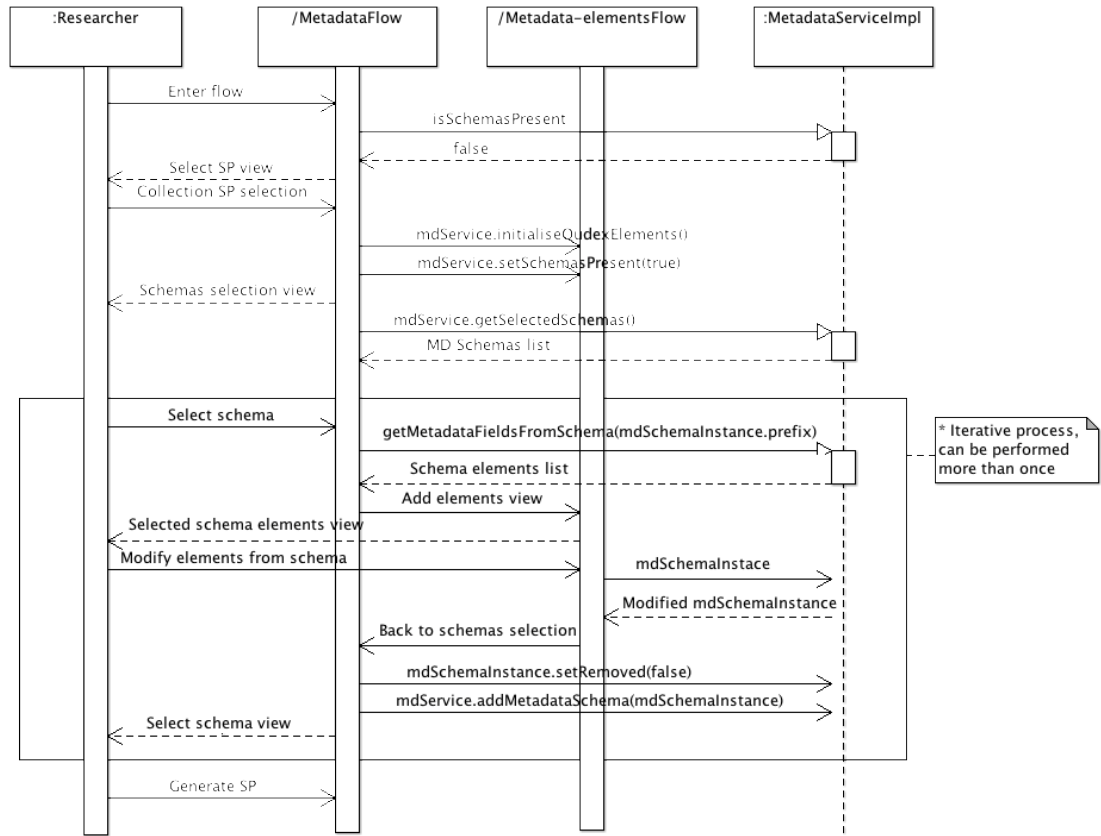 :Researcher
/MetadataFlow
/Metadata-elementsFlow
:MetadataServiceImpl
Enter flow
isSchemasPresent
false
Select SP view
Collection SP selection
mdService.initialiseQudexElements()
mdService.setSchemasPresent(true)
Schemas selection view
mdService.getSelectedSchemas()
MD Schemas list
Select schema
getMetadataFieldsFromSchema(mdSchemaInstance.prefix)
* Iterative process,
can be performed
more than once
Schema elements list
Add elements view
Selected schema elements view
Modify elements from schema
mdSchemaInstace
Modified mdSchemaInstance
Back to schemas selection
mdSchemaInstance.setRemoved(false)
mdService.addMetadataSchema(mdSchemaInstance)
Select schema view
Generate SP